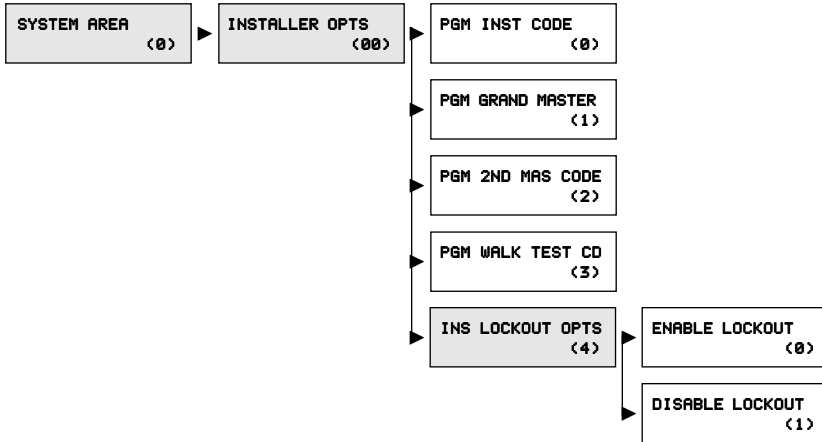 SYSTEM AREA
(0)
INSTALLER OPTS
(00)
PGM INST CODE
(0)
PGM GRAND MASTER
(1)
PGM 2ND MAS CODE
(2)
PGM WALK TEST CD
(3)
INS LOCKOUT OPTS
(4)
ENABLE LOCKOUT
(0)
DISABLE LOCKOUT
(1)